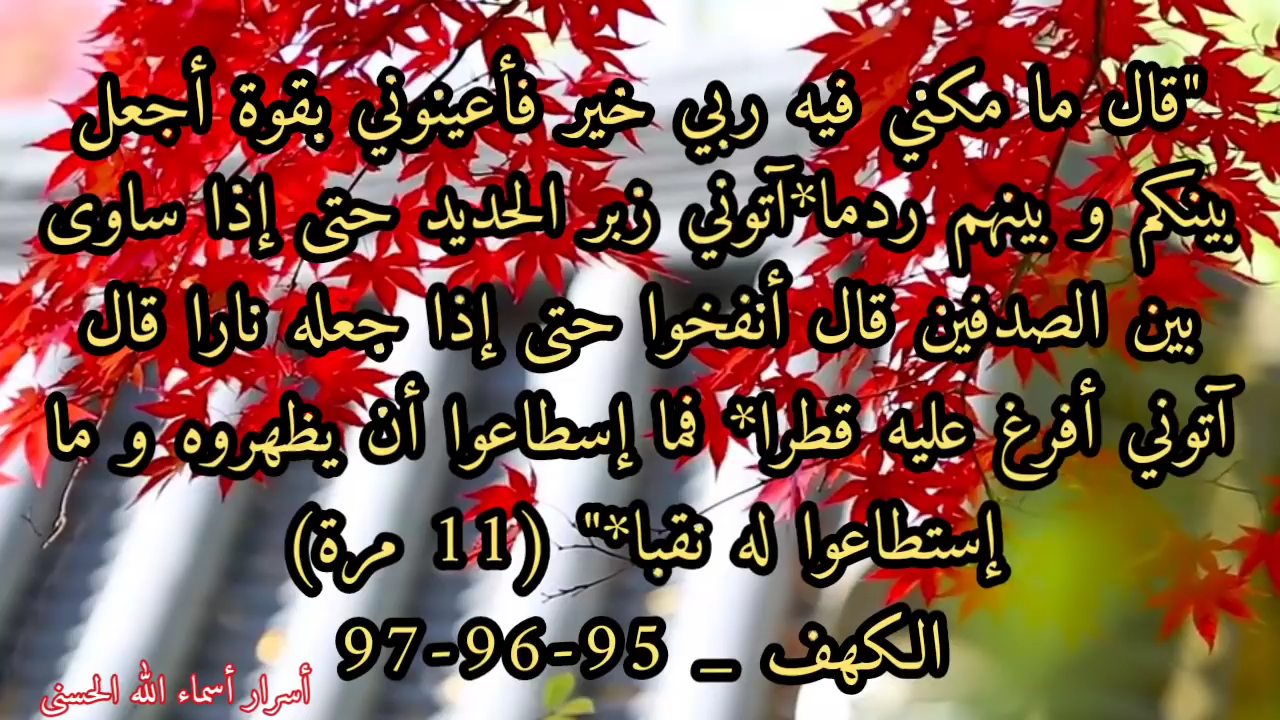 "قال ما مكني فيه ربي خير فأعينوني بقوة أجعل
بينكم و بينهم ردما*آتوني زبر الحديد حتى إذا ساوى
بين الصدفين قال أنفخوا حتى إذا جعله نارا قال
آتوني أفرغ عليه قطرا* فما إسطاعوا أن يظهروه و ما
إستطاعوا له نقبا*" (11 مرة)
الكهف _ 95-96-97
أسرار أسماء الله الحسنى